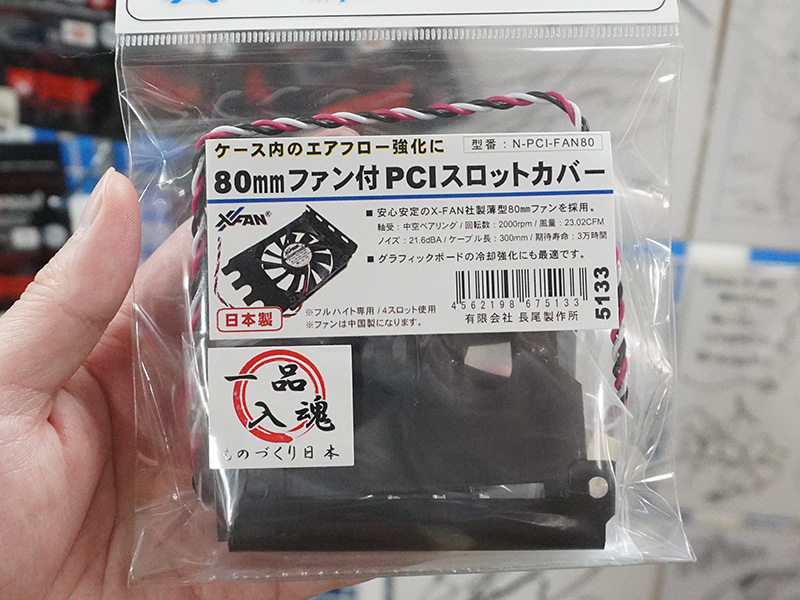 ケース内のエアフロー強化に
型番：N-PCI-FAN80
80mmファン付PCIスロットカバー
X-FAN®
■ 安心安定のX-FAN社製薄型80mmファンを採用。
軸受：中空ベアリング / 回転数：2000rpm / 風量：23.02CFM
ノイズ：21.6dBA / ケーブル長：300mm / 期待寿命：3万時間
■ グラフィックボードの冷却強化にも最適です。
日本製
※フルハイト専用 / 4スロット使用
※ファンは中国製になります。
4 562198 675133
5133
有限会社 長尾製作所
一品
入魂
ものづくり日本